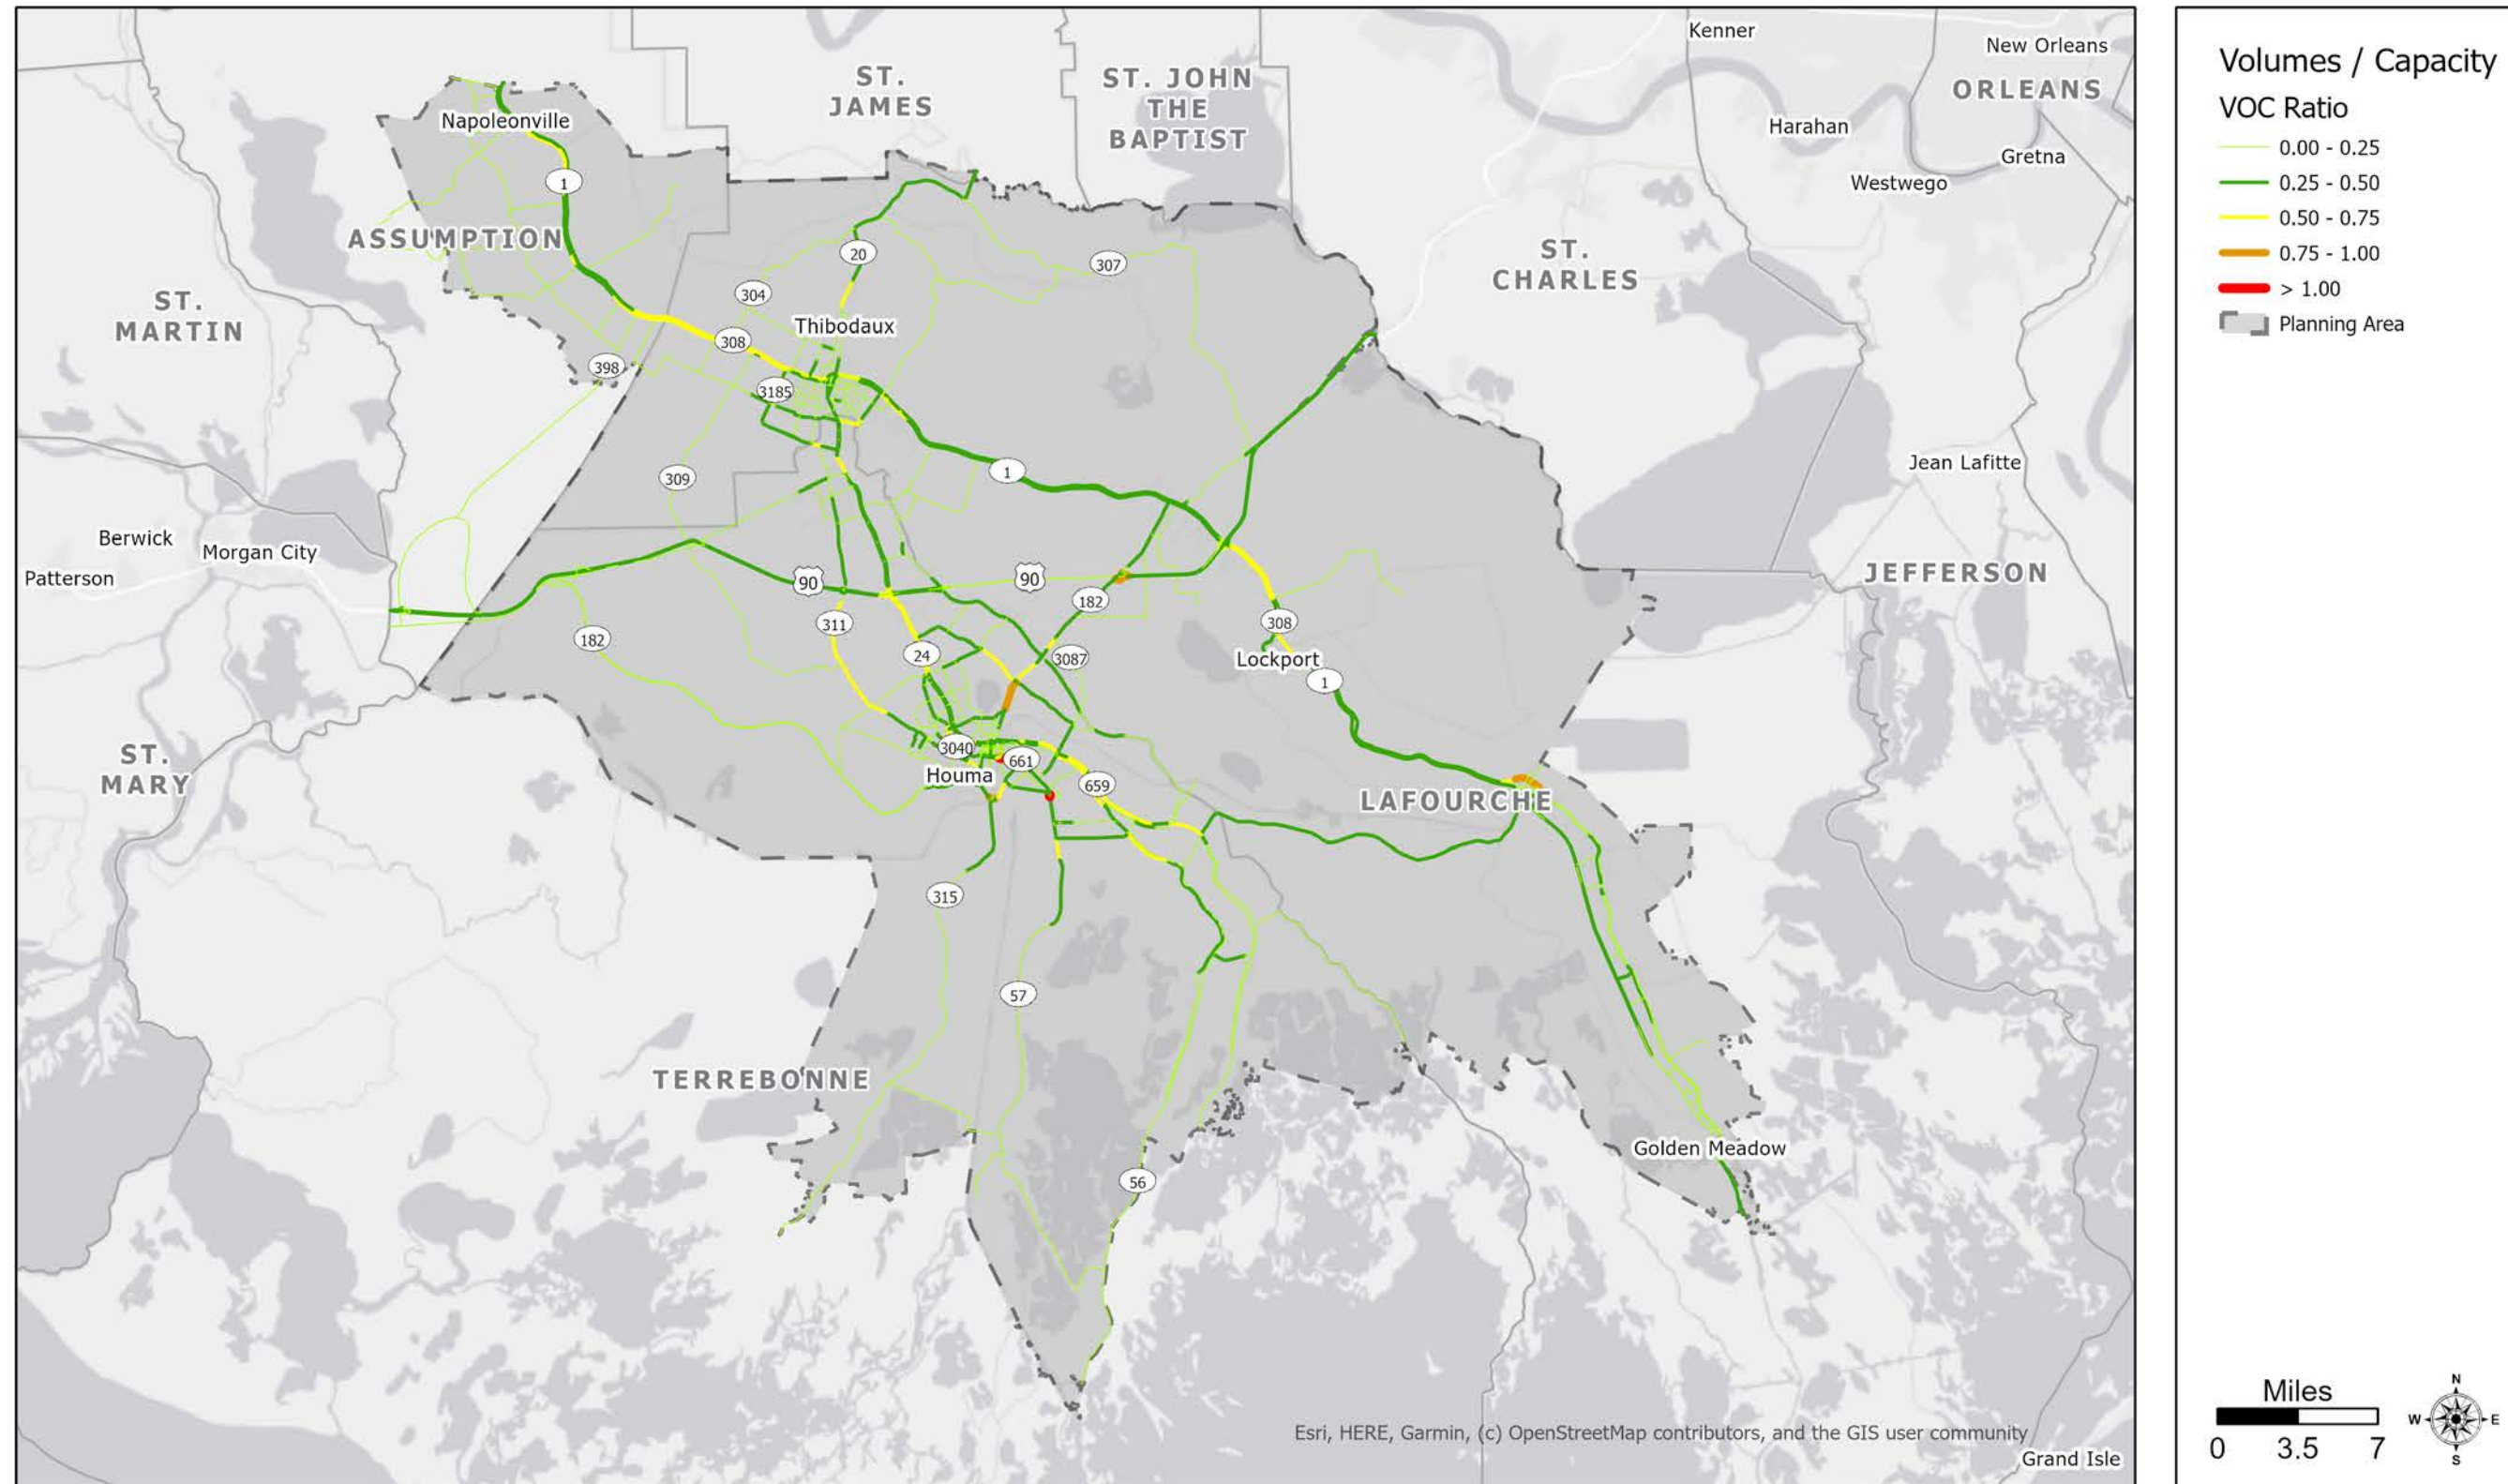 Kenner
New Orleans
ORLEANS
ST.
JAMES
ST. JOHN
THE
BAPTIST
Napoleonville
Harahan
Gretna
Westwego
1
ASSUMPTION
20
307
ST.
CHARLES
304
ST.
MARTIN
Thibodaux
308
398
3185
309
1
Jean Lafitte
Berwick
Morgan City
Patterson
90
90
JEFFERSON
182
311
308
182
24
3087
Lockport
1
3040
661
Houma
659
ST.
MARY
LAFOURCHE
315
57
TERREBONNE
Golden Meadow
56
Esri, HERE, Garmin, (c) OpenStreetMap contributors, and the GIS user community
Grand Isle
Volumes / Capacity
VOC Ratio
0.00 - 0.25
0.25 - 0.50
0.50 - 0.75
0.75 - 1.00
> 1.00
Planning Area
Miles
0 3.5 7
N
W E
S